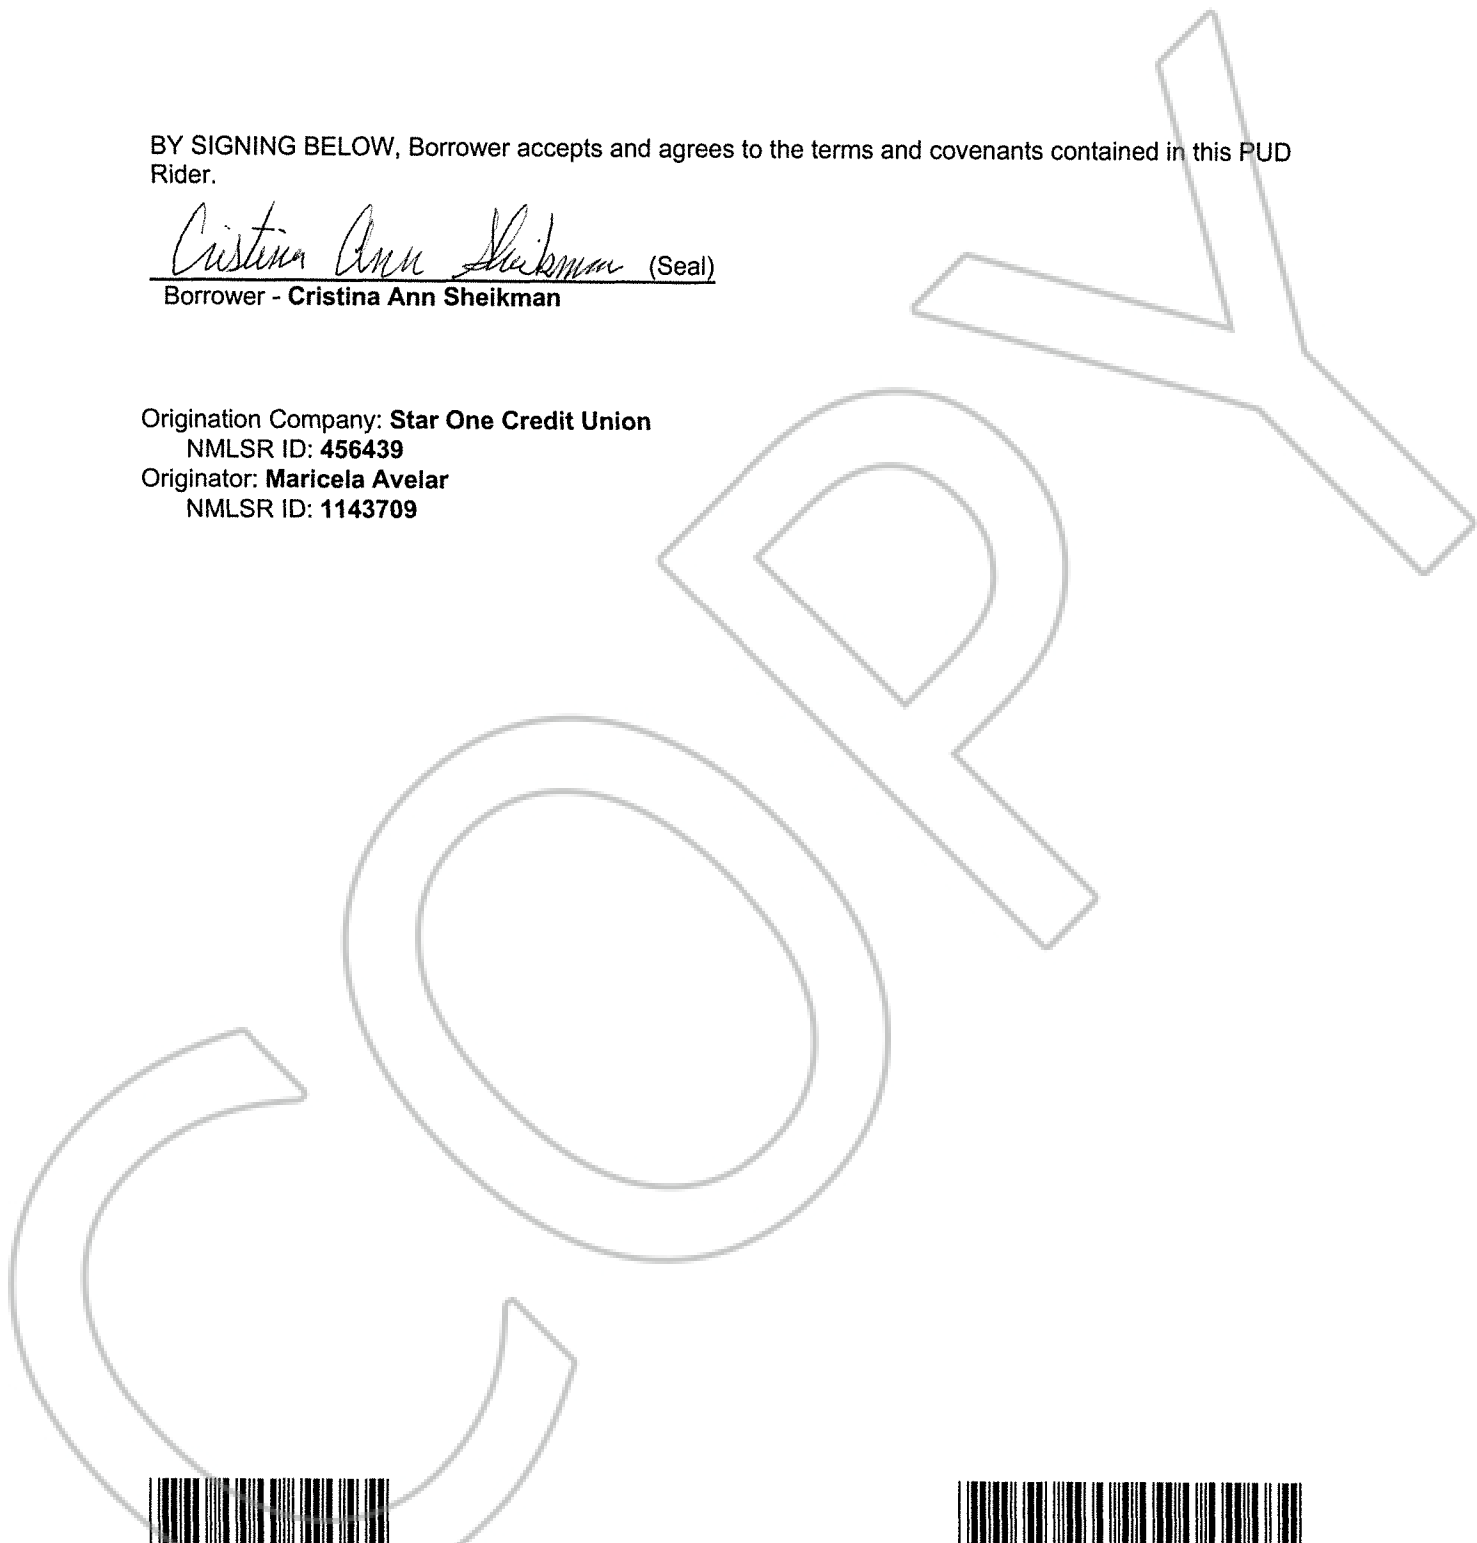 BY SIGNING BELOW, Borrower accepts and agrees to the terms and covenants contained in this PUD
Rider.
Cristina Ann Sheikman (Seal)
Borrower - Cristina Ann Sheikman
Origination Company: Star One Credit Union
NMLSR ID: 456439
Originator: Maricela Avelar
NMLSR ID: 1143709
COPY